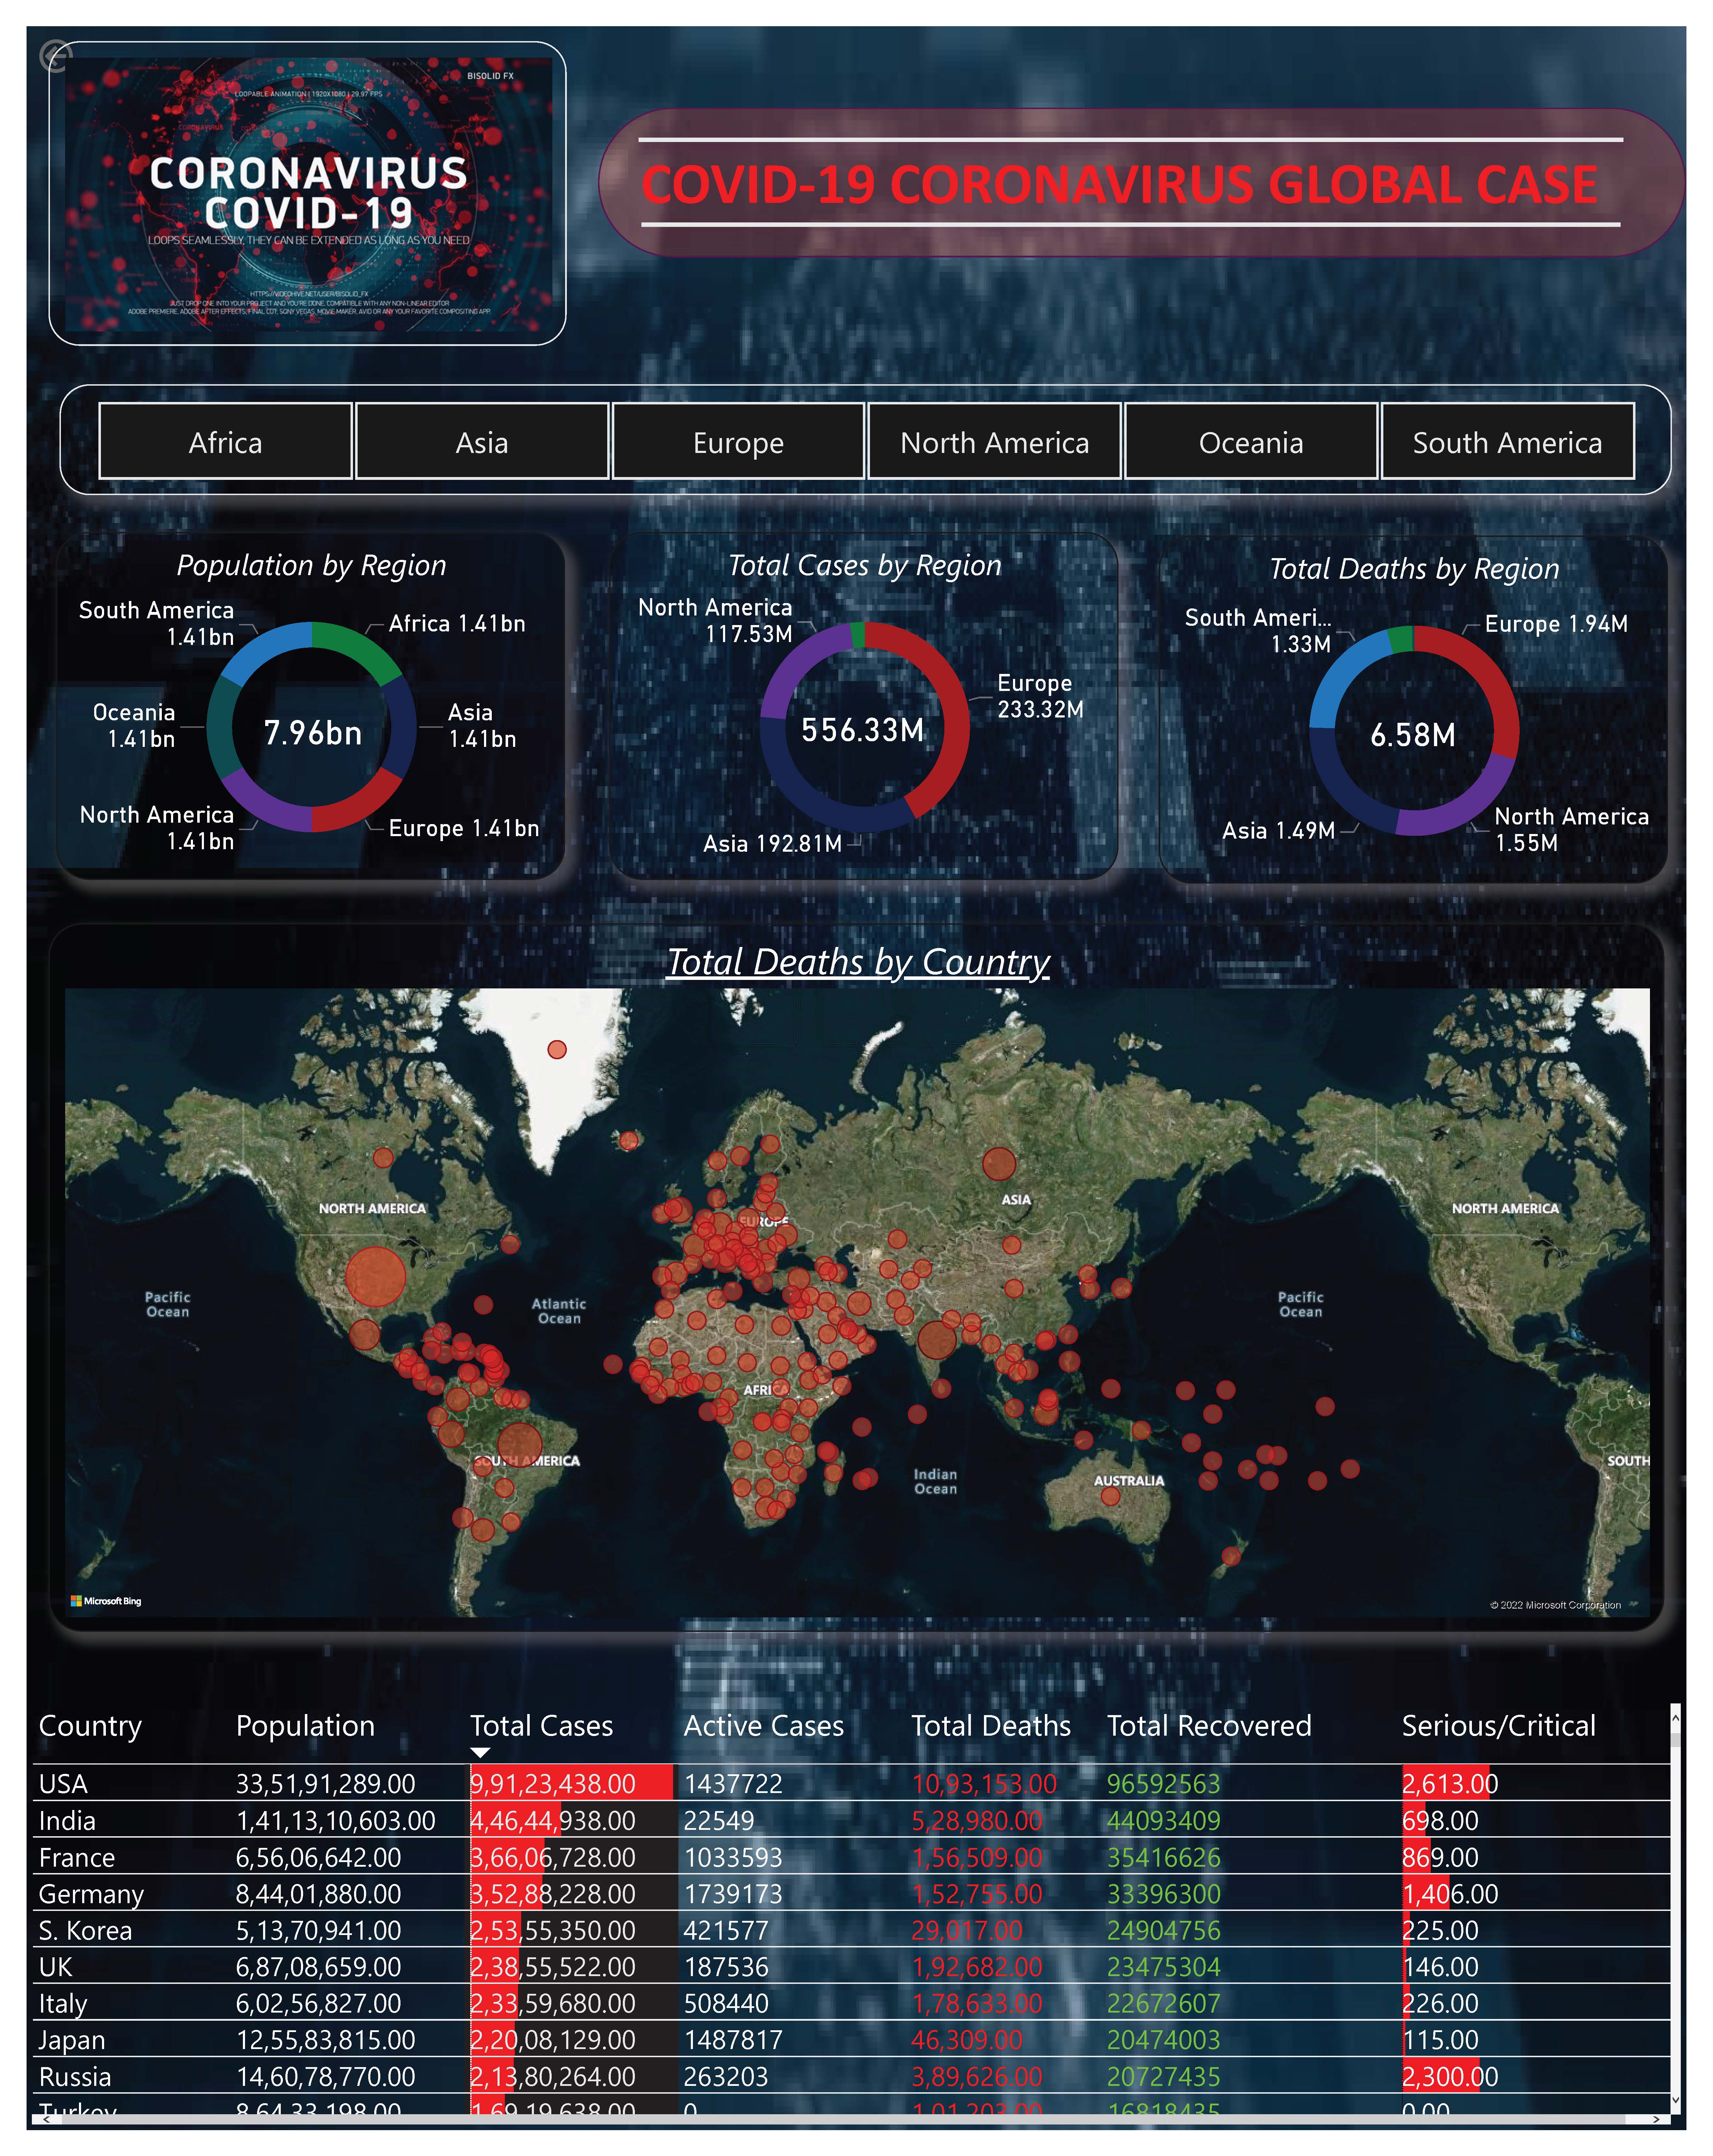 BISOLID FX
LOOPABLE ANIMATION | 1920X1080 | 29.97 FPS
CORONAVIRUS
COVID-19
LOOPS SEAMLESSLY, THEY CAN BE EXTENDED AS LONG AS YOU NEED
HTTPS://VIDEOHIVE.NET/USER/BISOLID_FX
JUST DROP ONE INTO YOUR PROJECT AND YOU'RE DONE. COMPATIBLE WITH ANY NON-LINEAR EDITOR
ADOBE PREMIERE, ADOBE AFTER EFFECTS, FINAL CUT, SONY VEGAS, MOVIE MAKER, AVID OR ANY YOUR FAVORITE COMPOSITING APP.
COVID-19 CORONAVIRUS GLOBAL CASE
Africa Asia Europe North America Oceania South America
Population by Region
South America
1.41bn
Africa 1.41bn
Oceania
1.41bn
7.96bn
Asia
1.41bn
North America
1.41bn
Europe 1.41bn
Total Cases by Region
North America
117.53M
Europe
233.32M
556.33M
Asia 192.81M
Total Deaths by Region
South Ameri...
1.33M
Europe 1.94M
6.58M
Asia 1.49M
North America
1.55M
Total Deaths by Country
NORTH AMERICA
ASIA
NORTH AMERICA
EUROPE
Pacific
Ocean
Atlantic
Ocean
Pacific
Ocean
AFRICA
SOUTH AMERICA
Indian
Ocean
AUSTRALIA
SOUTH
Microsoft Bing
© 2022 Microsoft Corporation
Country Population Total Cases Active Cases Total Deaths Total Recovered Serious/Critical
USA 33,51,91,289.00 9,91,23,438.00 1437722 10,93,153.00 96592563 2,613.00
India 1,41,13,10,603.00 4,46,44,938.00 22549 5,28,980.00 44093409 698.00
France 6,56,06,642.00 3,66,06,728.00 1033593 1,56,509.00 35416626 869.00
Germany 8,44,01,880.00 3,52,88,228.00 1739173 1,52,755.00 33396300 1,406.00
S. Korea 5,13,70,941.00 2,53,55,350.00 421577 29,017.00 24904756 225.00
UK 6,87,08,659.00 2,38,55,522.00 187536 1,92,682.00 23475304 146.00
Italy 6,02,56,827.00 2,33,59,680.00 508440 1,78,633.00 22672607 226.00
Japan 12,55,83,815.00 2,20,08,129.00 1487817 46,309.00 20474003 115.00
Russia 14,60,78,770.00 2,13,80,264.00 263203 3,89,626.00 20727435 2,300.00
Turkey 8,64,33,198.00 1,69,19,638.00 0 1,01,203.00 16818435 0.00